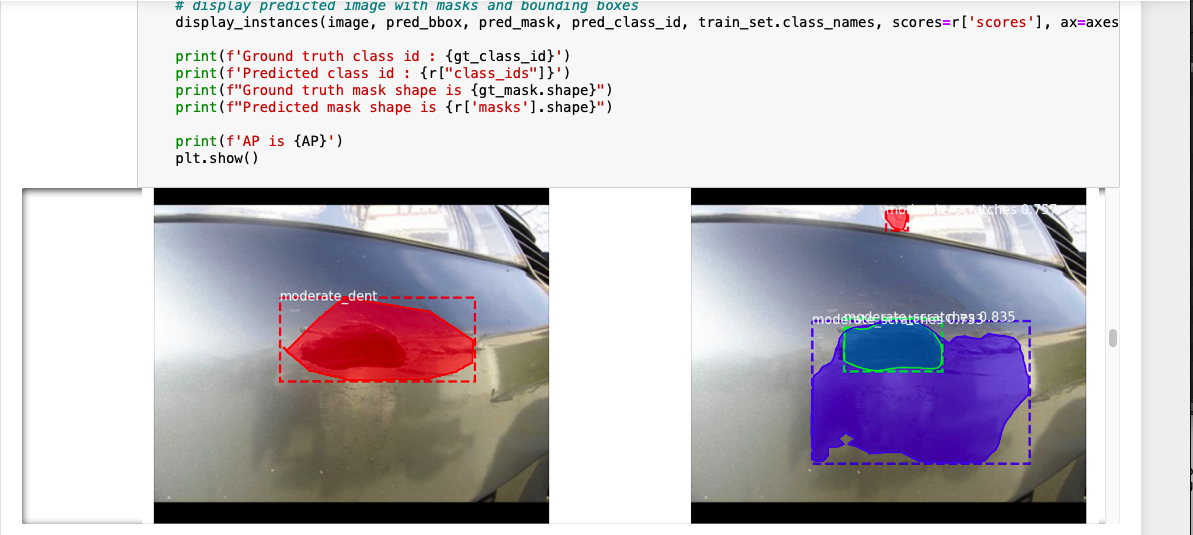 # display predicted image with masks and bounding boxes
display_instances(image, pred_bbox, pred_mask, pred_class_id, train_set.class_names, scores=r['scores'], ax=axes
print(f'Ground truth class id : {gt_class_id}')
print(f'Predicted class id : {r["class_ids"]}')
print(f"Ground truth mask shape is {gt_mask.shape}")
print(f"Predicted mask shape is {r['masks'].shape}")
print(f'AP is {AP}')
plt.show()
moderate_dent
moderate_scratches 0.757
moderate_scratches 0.835
moderate_scratches 0.733